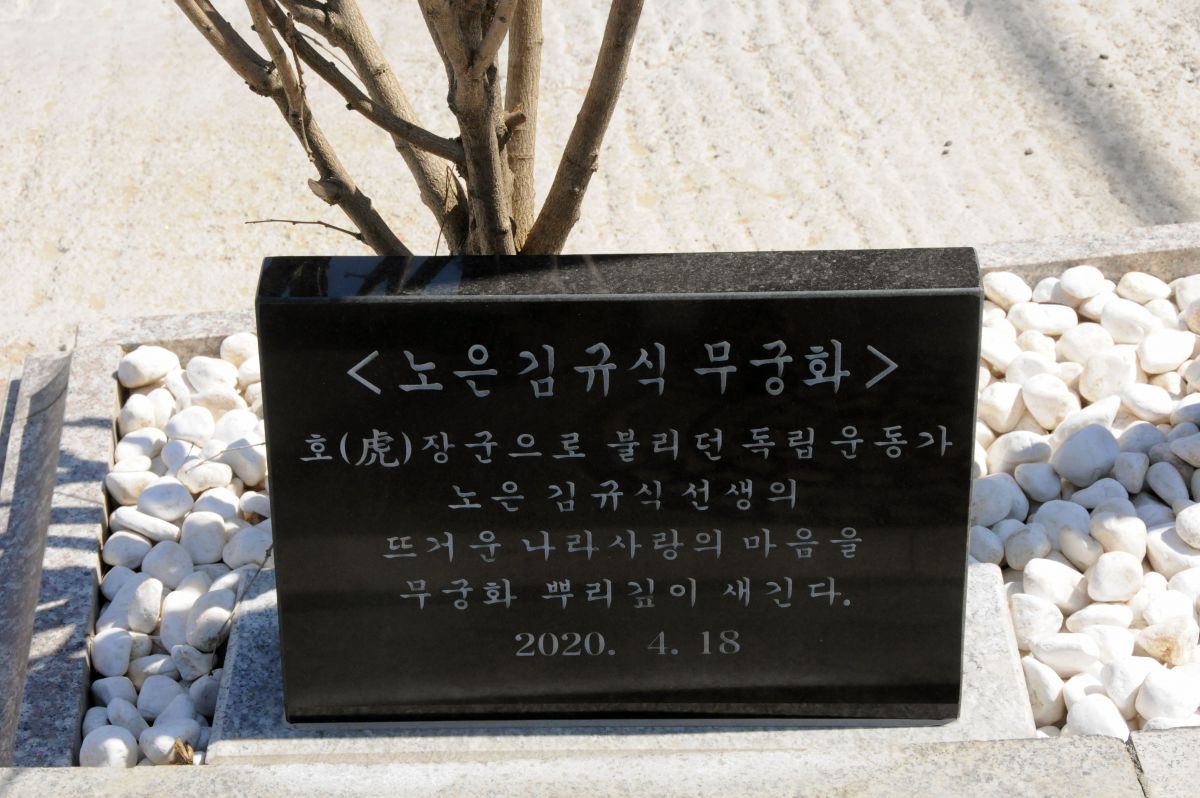 <노은김규식 무궁화>
호(虎)장군으로 불리던 독립운동가
노은 김규식선생의
뜨거운 나라사랑의 마음을
무궁화 뿌리깊이 새긴다.
2020. 4. 18